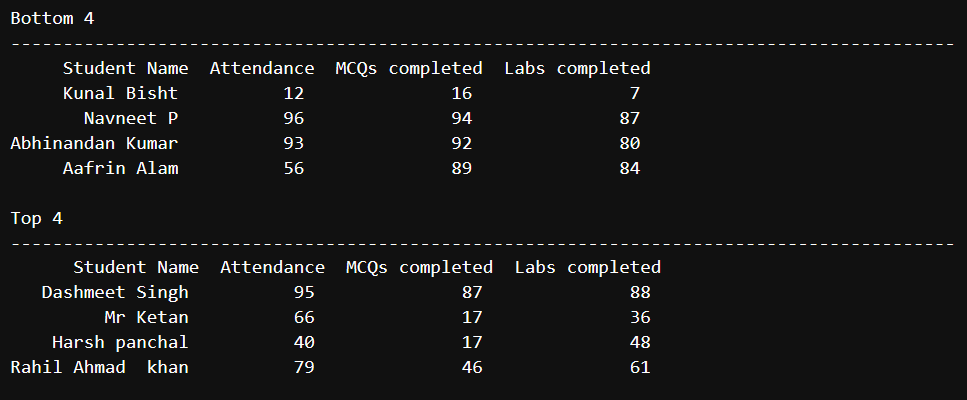 Bottom 4
------------------------------------------------------------------------------------------
Student Name  Attendance  MCQs completed  Labs completed
Kunal Bisht          12              16               7
Navneet P          96              94              87
Abhinandan Kumar          93              92              80
Aafrin Alam          56              89              84
Top 4
------------------------------------------------------------------------------------------
Student Name  Attendance  MCQs completed  Labs completed
Dashmeet Singh          95              87              88
Mr Ketan          66              17              36
Harsh panchal          40              17              48
Rahil Ahmad  khan          79              46              61